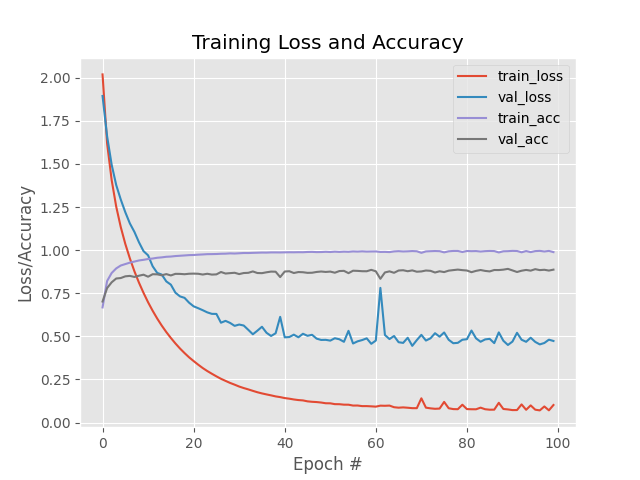 Training Loss and Accuracy
train_loss
val_loss
train_acc
val_acc
2.00
1.75
1.50
1.25
1.00
0.75
0.50
0.25
0.00
Loss/Accuracy
0 20 40 60 80 100
Epoch #